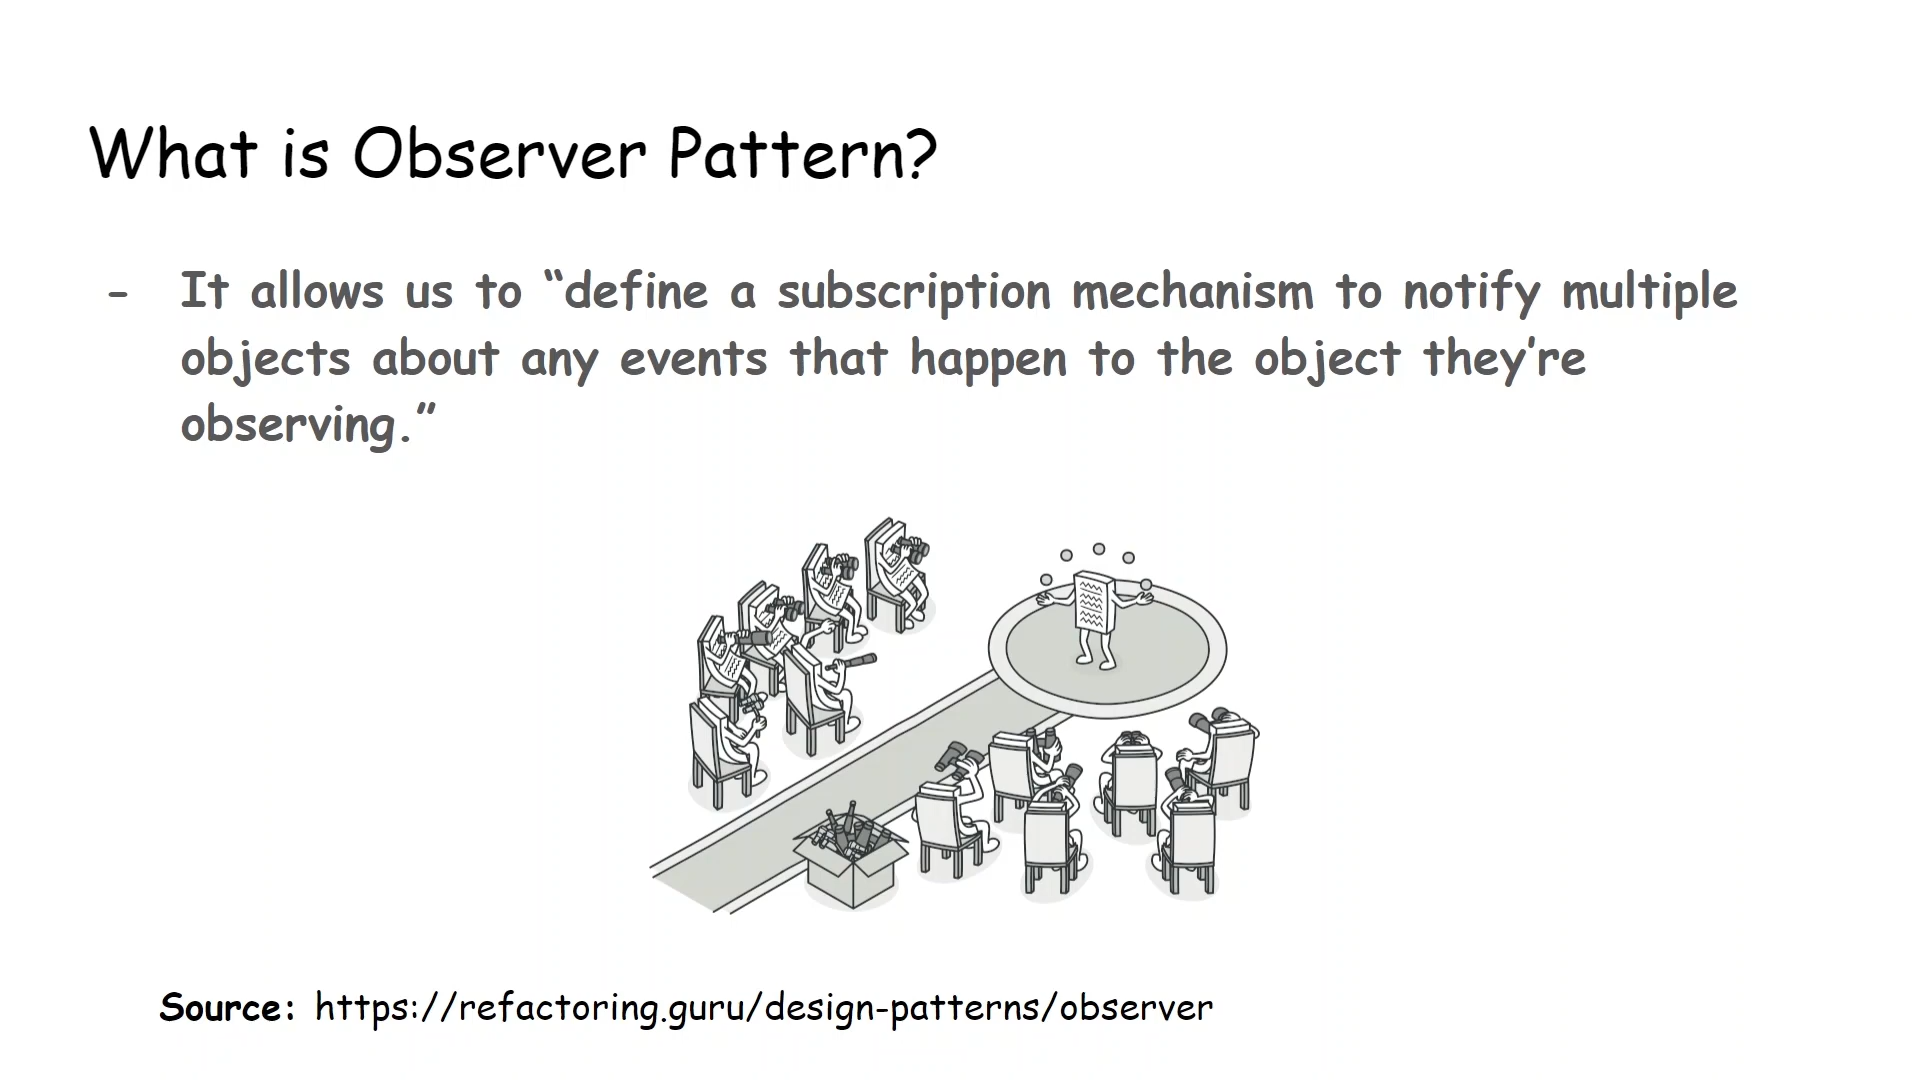 What is Observer Pattern?
- It allows us to “define a subscription mechanism to notify multiple
objects about any events that happen to the object they’re
observing.”
Source: https://refactoring.guru/design-patterns/observer